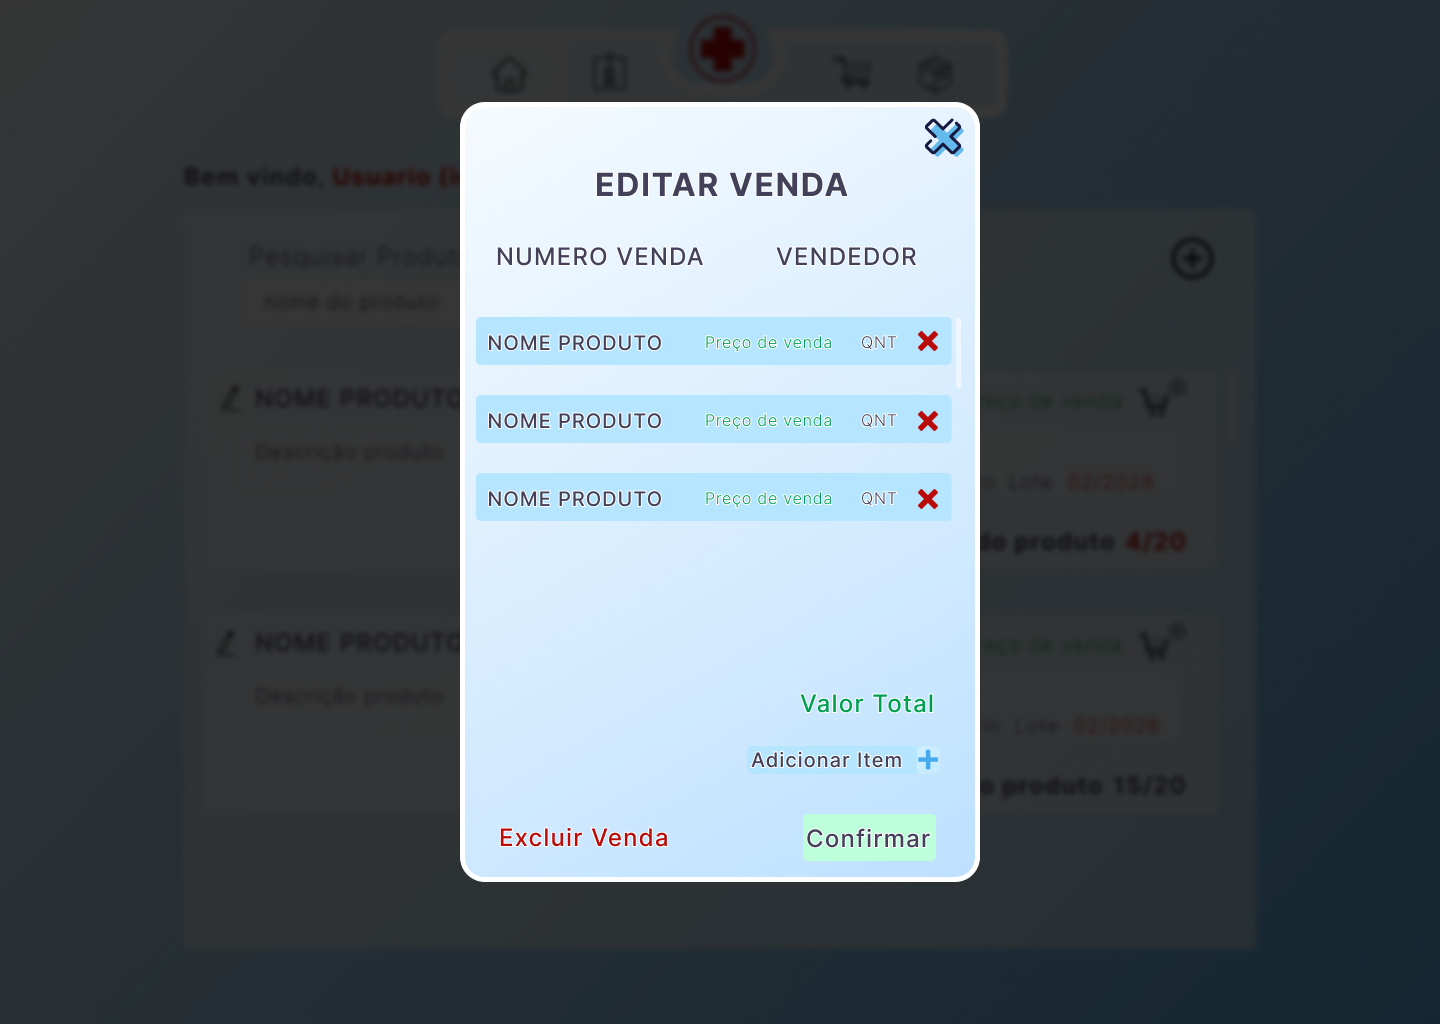 Bem vindo, Usuario (i
Pesquisar Produt
nome do produto
NOME PRODUTO
Descrição produto
NOME PRODUTO
Descrição produto
EDITAR VENDA
NUMERO VENDA VENDEDOR
NOME PRODUTO Preço de venda QNT
NOME PRODUTO Preço de venda QNT
NOME PRODUTO Preço de venda QNT
Valor Total
Adicionar Item
Excluir Venda Confirmar
eço de venda
Lote 02/2026
do produto 4/20
eço de venda
Lote 02/2026
o produto 15/20